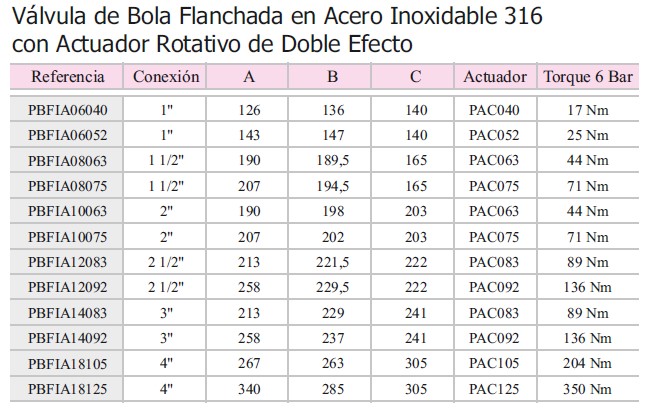 Válvula de Bola Flanchada en Acero Inoxidable 316
con Actuador Rotativo de Doble Efecto
Referencia Conexión A B C Actuador Torque 6 Bar
PBFIA06040 1" 126 136 140 PAC040 17 Nm
PBFIA06052 1" 143 147 140 PAC052 25 Nm
PBFIA08063 1 1/2" 190 189,5 165 PAC063 44 Nm
PBFIA08075 1 1/2" 207 194,5 165 PAC075 71 Nm
PBFIA10063 2" 190 198 203 PAC063 44 Nm
PBFIA10075 2" 207 202 203 PAC075 71 Nm
PBFIA12083 2 1/2" 213 221,5 222 PAC083 89 Nm
PBFIA12092 2 1/2" 258 229,5 222 PAC092 136 Nm
PBFIA14083 3" 213 229 241 PAC083 89 Nm
PBFIA14092 3" 258 237 241 PAC092 136 Nm
PBFIA18105 4" 267 263 305 PAC105 204 Nm
PBFIA18125 4" 340 285 305 PAC125 350 Nm